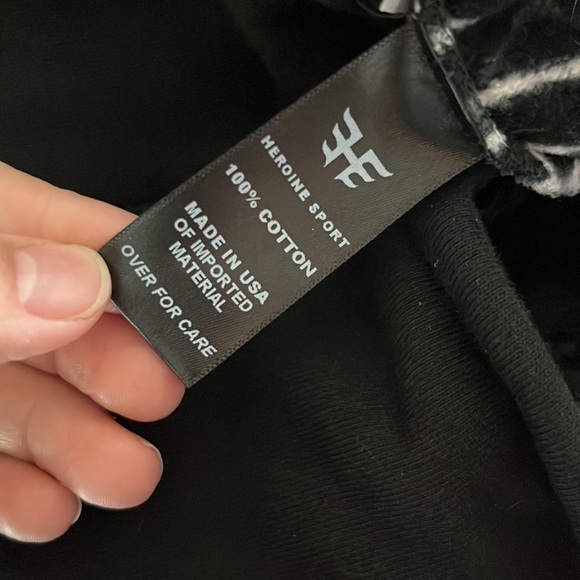 HEROINE SPORT
100% COTTON
MADE IN USA
OF IMPORTED
MATERIAL
OVER FOR CARE